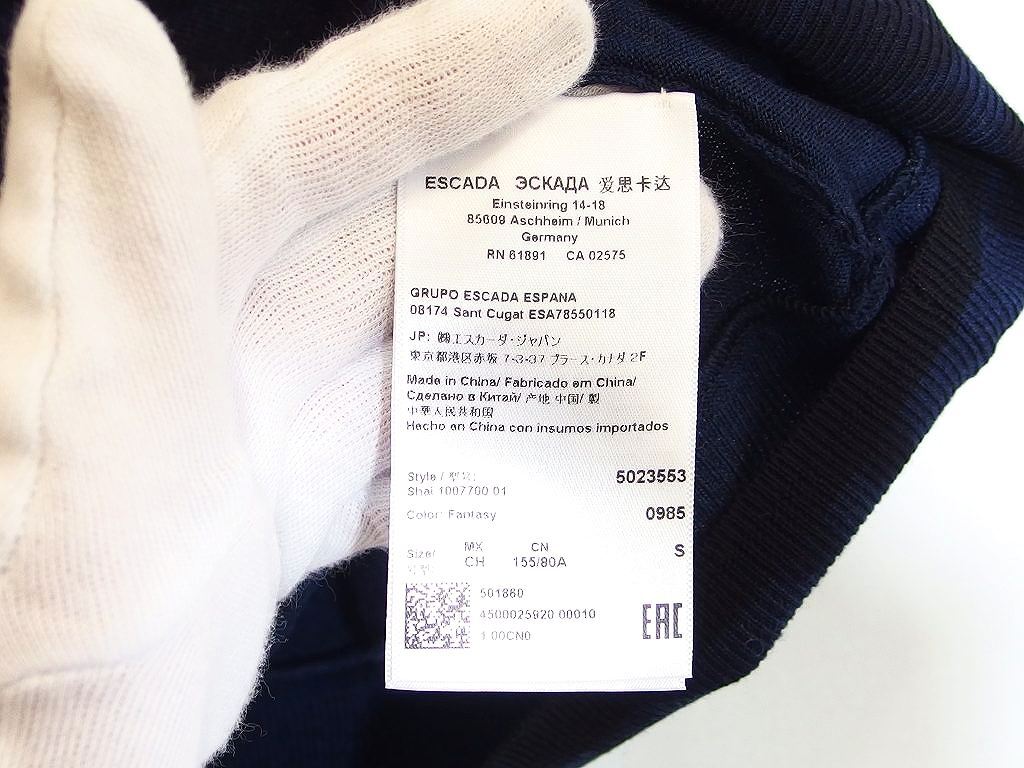 ESCADA ЭСКАДА 爱思卡达
Einsteinring 14-18
85609 Aschheim / Munich
Germany
RN 61891 CA 02575
GRUPO ESCADA ESPANA
08174 Sant Cugat ESA78550118
JP: ㈱エスカーダ・ジャパン
東京都港区赤坂 7-3-37 プラース・カナダ 2F
Made in China/ Fabricado em China/
Сделано в Китай/ 产地 中国/ 製
中華人民共和国
Hecho en China con insumos importados
Style / 型号: 5023553
Shai 1007700 01
Color: Fantasy 0985
Size/ MX CN S
号型: CH 155/80A
501860
4500025920 00010
1 00CN0
EAC